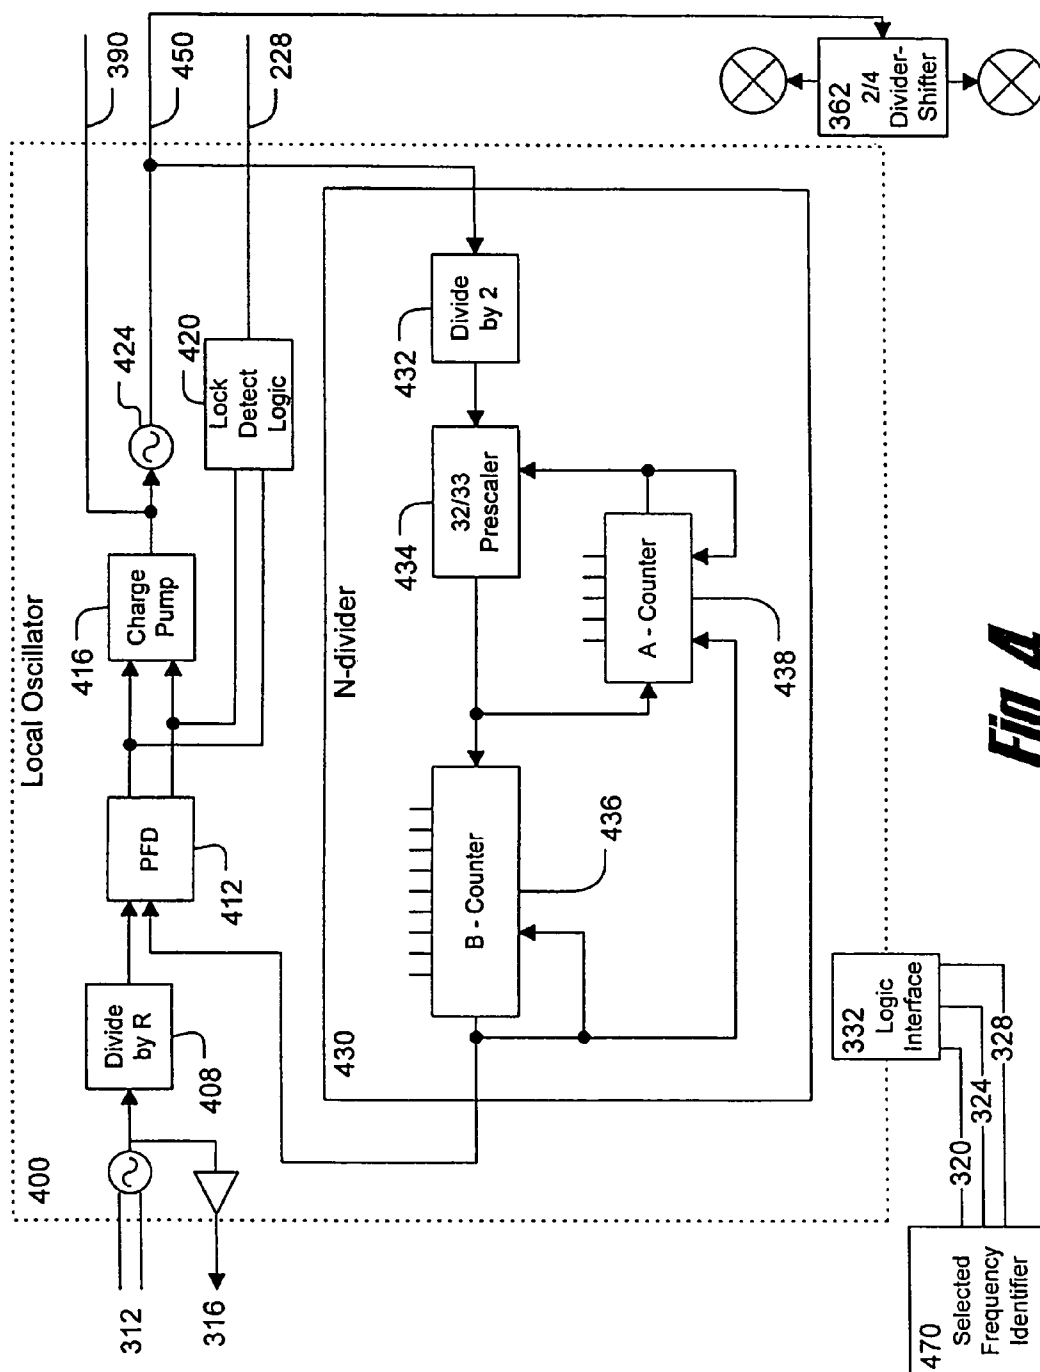 Local Oscillator
400
312
316
Divide
by R
408
PFD
412
416
Charge
Pump
424
420
Lock
Detect
Logic
390
450
228
N-divider
430
B - Counter
436
434
32/33
Prescaler
432
Divide
by 2
A - Counter
438
362
2/4
Divider-
Shifter
332
Logic
Interface
320
324
328
470
Selected
Frequency
Identifier
Fig 4